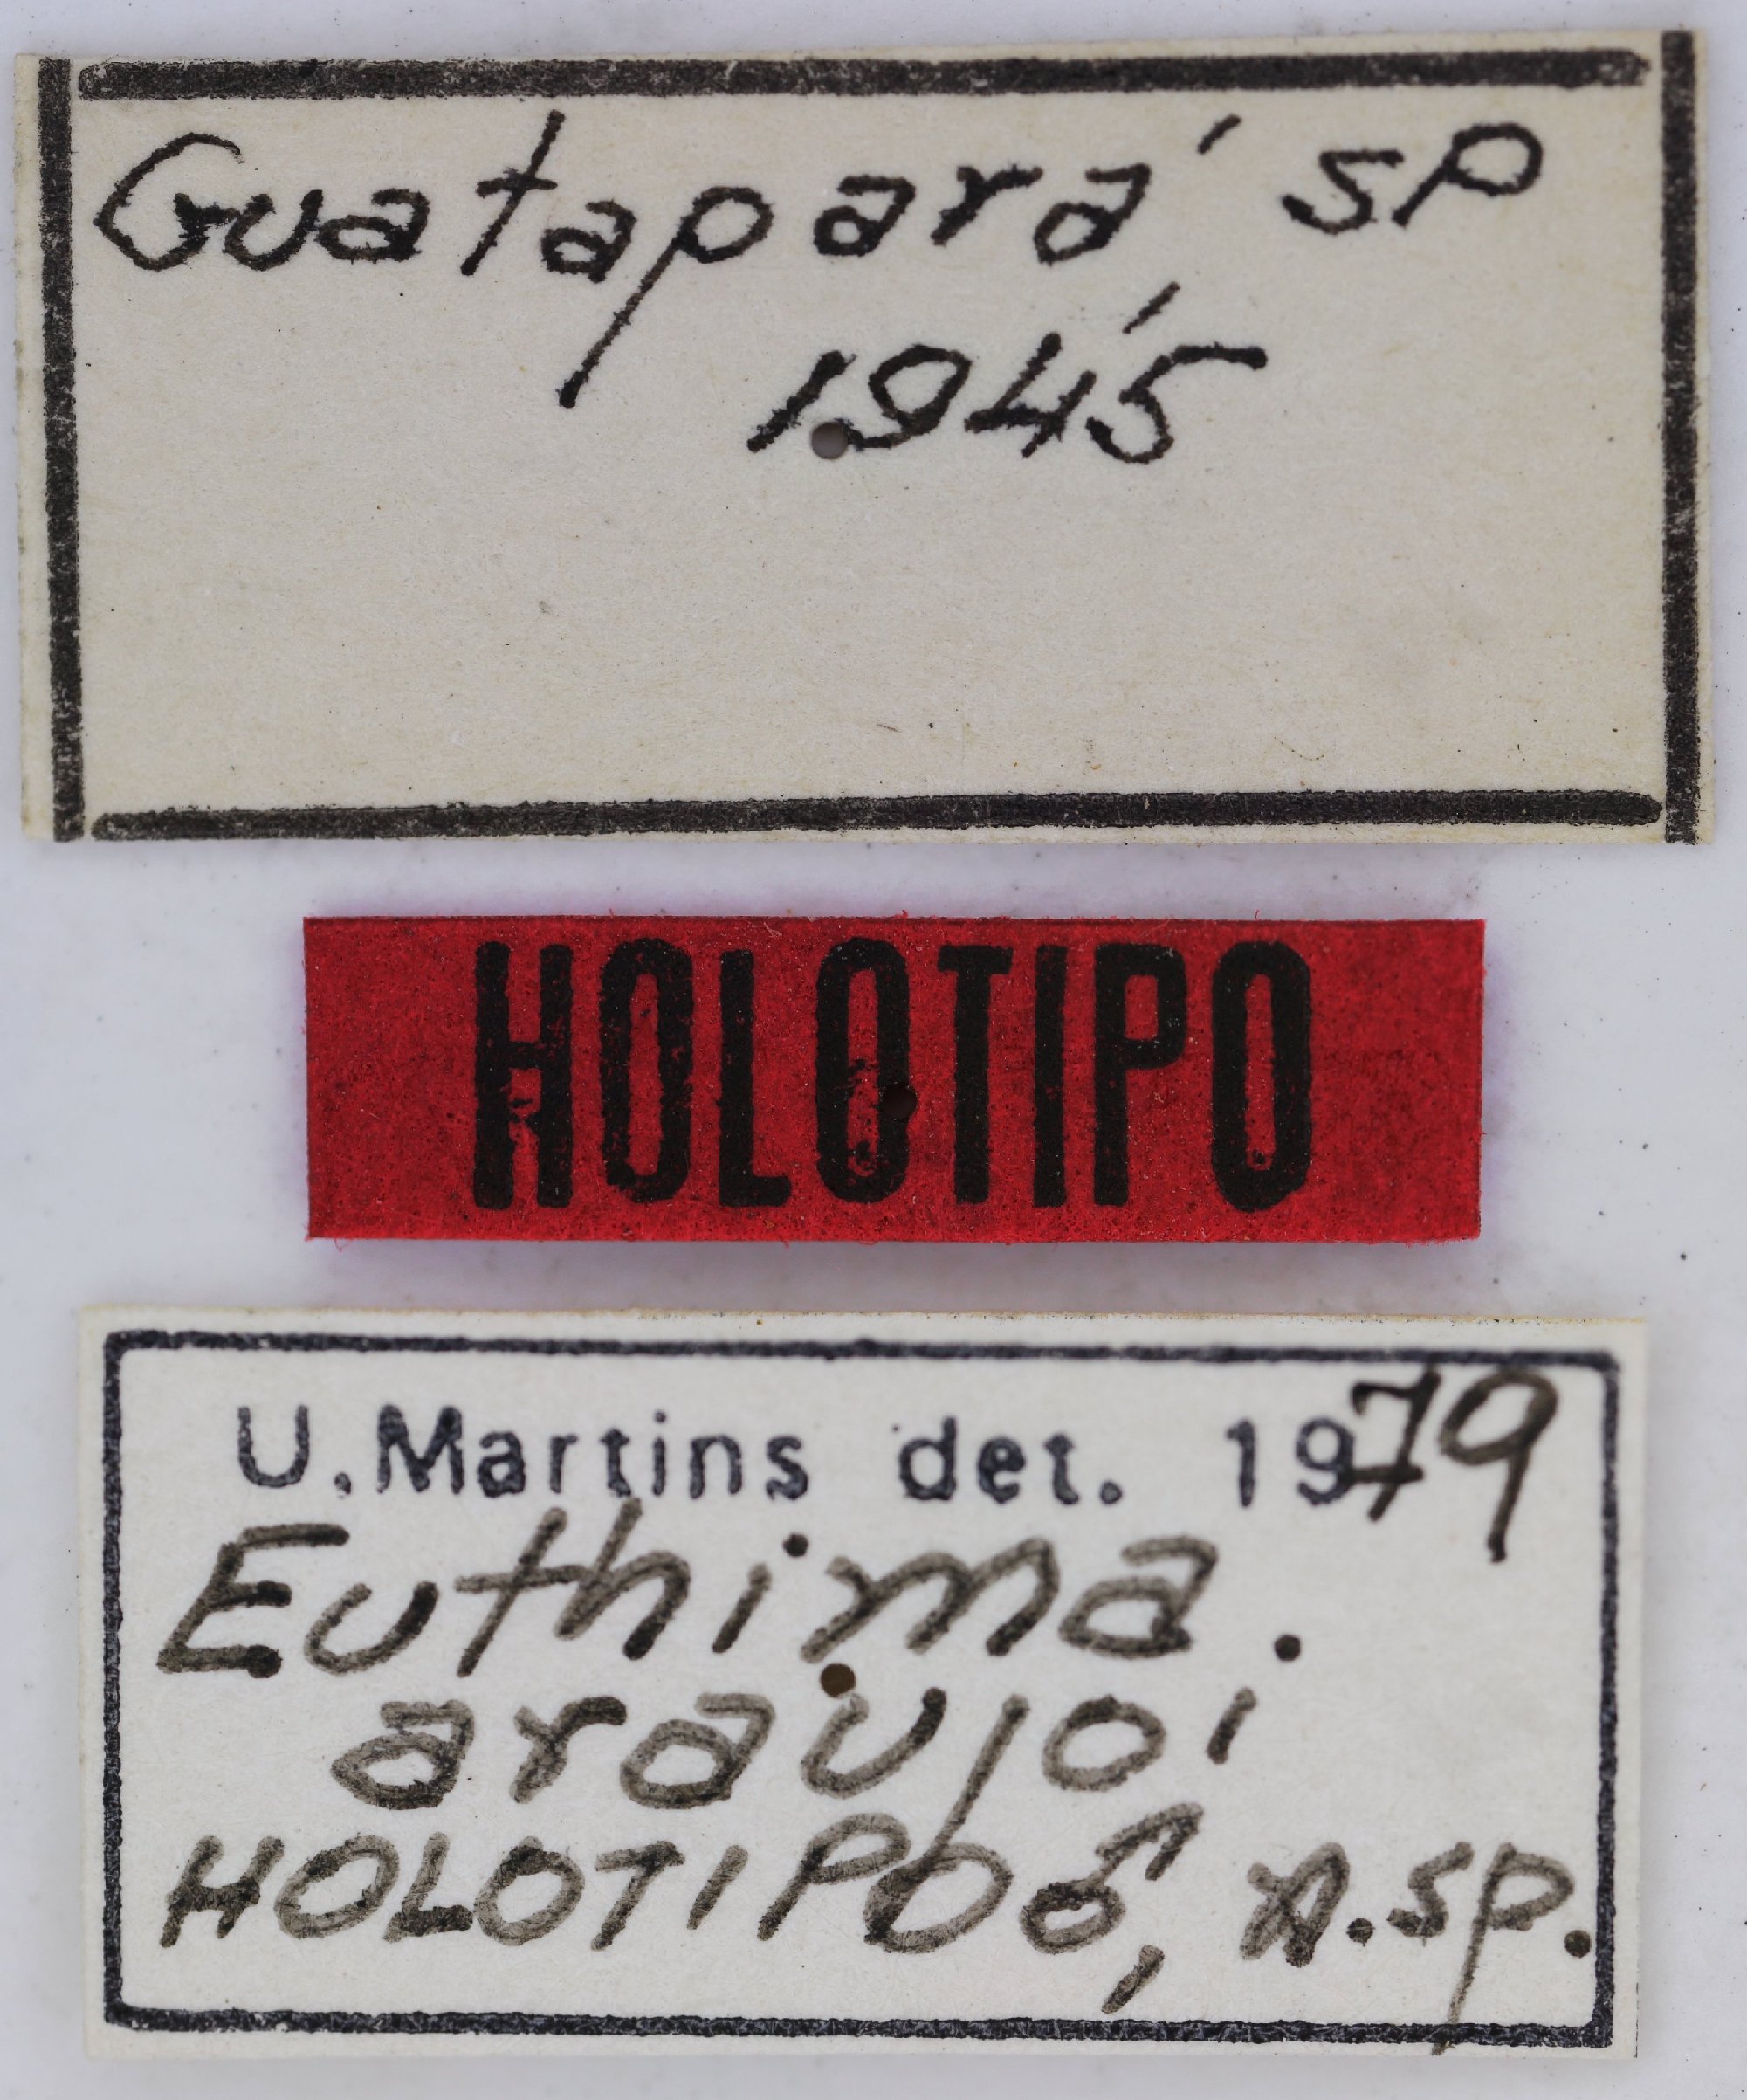 Guatapará SP
1945
HOLOTIPO
U. Martins det. 1979
Euthima.
araujoi
HOLOTIPO♂, n.sp.